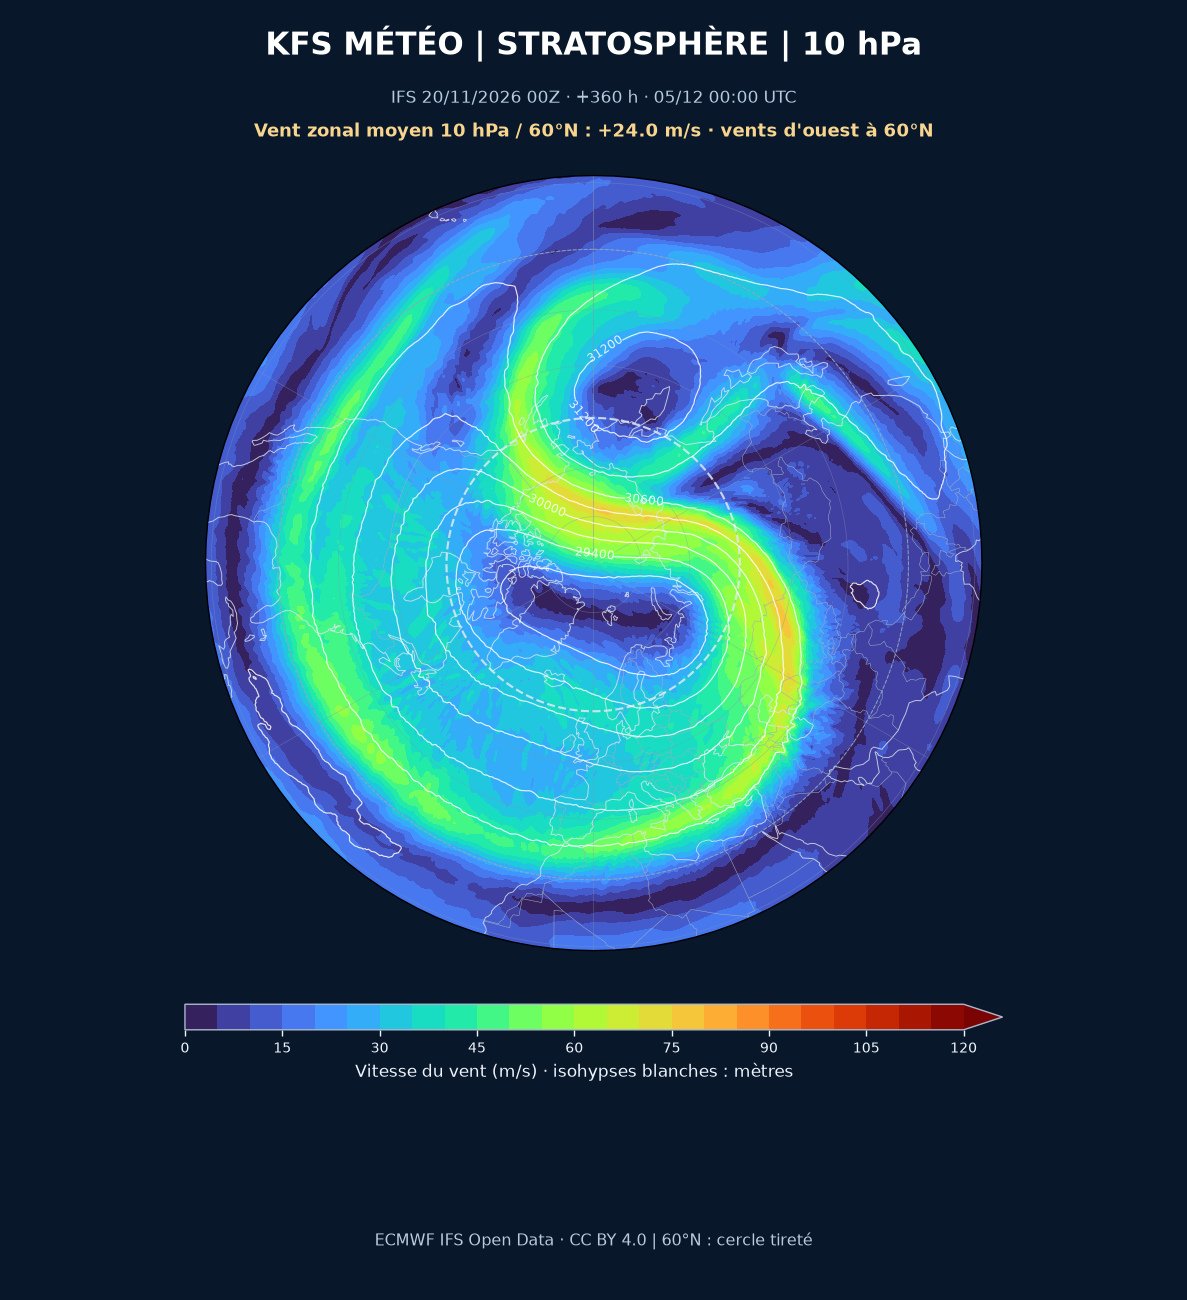 KFS MÉTÉO | STRATOSPHÈRE | 10 hPa
IFS 20/11/2026 00Z · +360 h · 05/12 00:00 UTC
Vent zonal moyen 10 hPa / 60°N : +24.0 m/s · vents d'ouest à 60°N
31200
31200
30600
30000
29400
0 15 30 45 60 75 90 105 120
Vitesse du vent (m/s) · isohypses blanches : mètres
ECMWF IFS Open Data · CC BY 4.0 | 60°N : cercle tireté